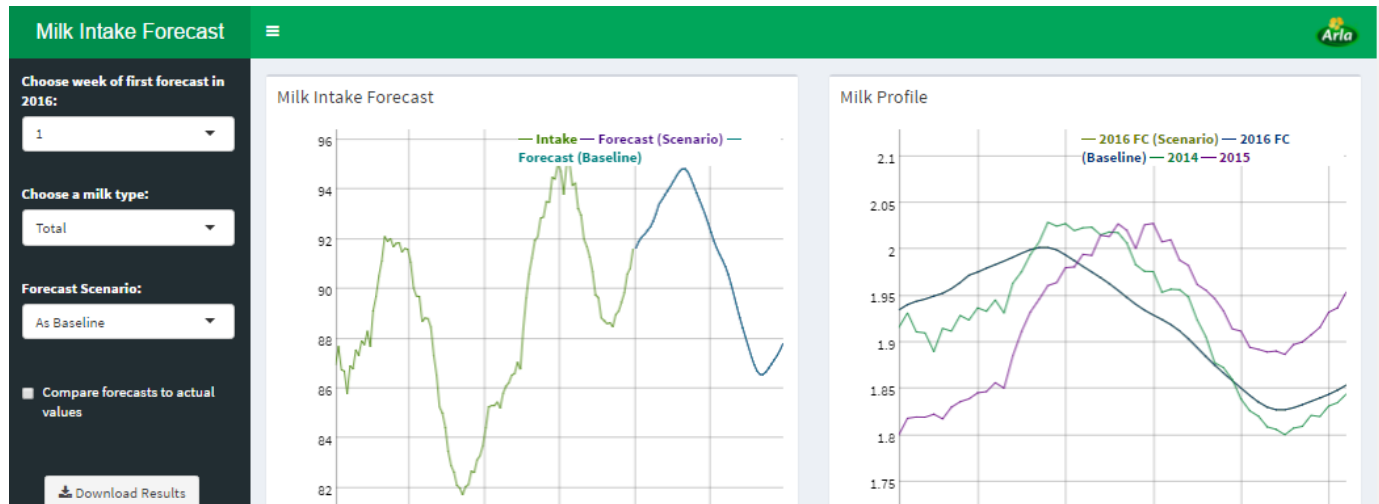 Milk Intake Forecast
Arla
Choose week of first forecast in
2016:
1
Choose a milk type:
Total
Forecast Scenario:
As Baseline
Compare forecasts to actual
values
Download Results
Milk Intake Forecast
Intake Forecast (Scenario)
Forecast (Baseline)
96
94
92
90
88
86
84
82
Milk Profile
2016 FC (Scenario) 2016 FC
(Baseline) 2014 2015
2.1
2.05
2
1.95
1.9
1.85
1.8
1.75